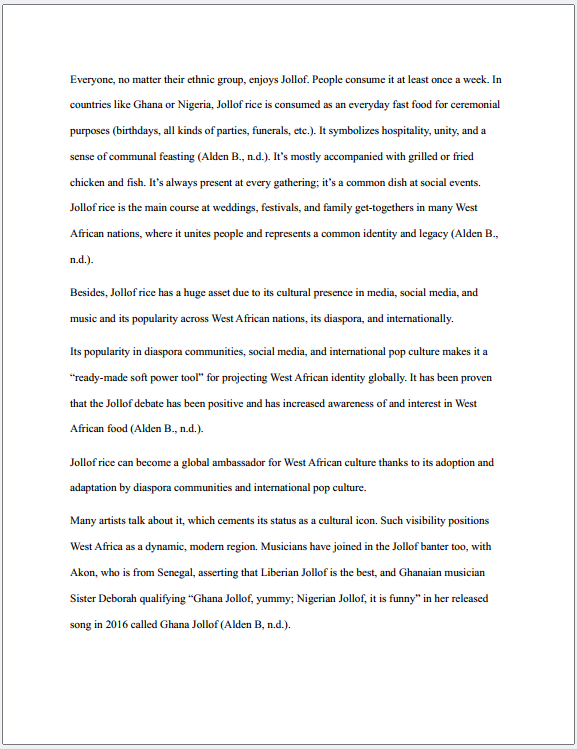 Everyone, no matter their ethnic group, enjoys Jollof. People consume it at least once a week. In
countries like Ghana or Nigeria, Jollof rice is consumed as an everyday fast food for ceremonial
purposes (birthdays, all kinds of parties, funerals, etc.). It symbolizes hospitality, unity, and a
sense of communal feasting (Alden B., n.d.). It’s mostly accompanied with grilled or fried
chicken and fish. It’s always present at every gathering; it’s a common dish at social events.
Jollof rice is the main course at weddings, festivals, and family get-togethers in many West
African nations, where it unites people and represents a common identity and legacy (Alden B.,
n.d.).
Besides, Jollof rice has a huge asset due to its cultural presence in media, social media, and
music and its popularity across West African nations, its diaspora, and internationally.
Its popularity in diaspora communities, social media, and international pop culture makes it a
“ready-made soft power tool” for projecting West African identity globally. It has been proven
that the Jollof debate has been positive and has increased awareness of and interest in West
African food (Alden B., n.d.).
Jollof rice can become a global ambassador for West African culture thanks to its adoption and
adaptation by diaspora communities and international pop culture.
Many artists talk about it, which cements its status as a cultural icon. Such visibility positions
West Africa as a dynamic, modern region. Musicians have joined in the Jollof banter too, with
Akon, who is from Senegal, asserting that Liberian Jollof is the best, and Ghanaian musician
Sister Deborah qualifying “Ghana Jollof, yummy; Nigerian Jollof, it is funny” in her released
song in 2016 called Ghana Jollof (Alden B, n.d.).